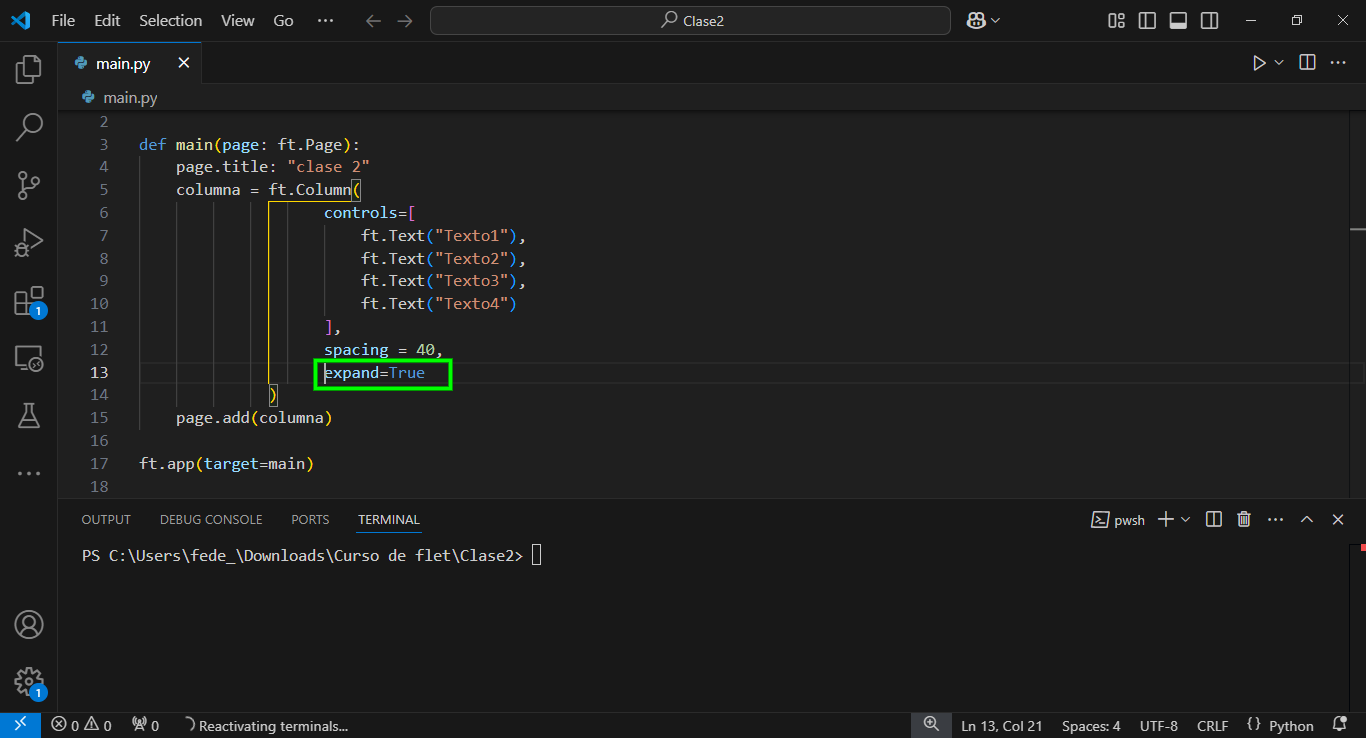 File Edit Selection View Go ··· Clase2
main.py
main.py
2
3 def main(page: ft.Page):
4 page.title: "clase 2"
5 columna = ft.Column(
6 controls=[
7 ft.Text("Texto1"),
8 ft.Text("Texto2"),
9 ft.Text("Texto3"),
10 ft.Text("Texto4")
11 ],
12 spacing = 40,
13 expand=True
14 )
15 page.add(columna)
16
17 ft.app(target=main)
18
OUTPUT DEBUG CONSOLE PORTS TERMINAL pwsh
PS C:\Users\fede_\Downloads\Curso de flet\Clase2>
1
1
0 0 0 Reactivating terminals... Ln 13, Col 21 Spaces: 4 UTF-8 CRLF {} Python